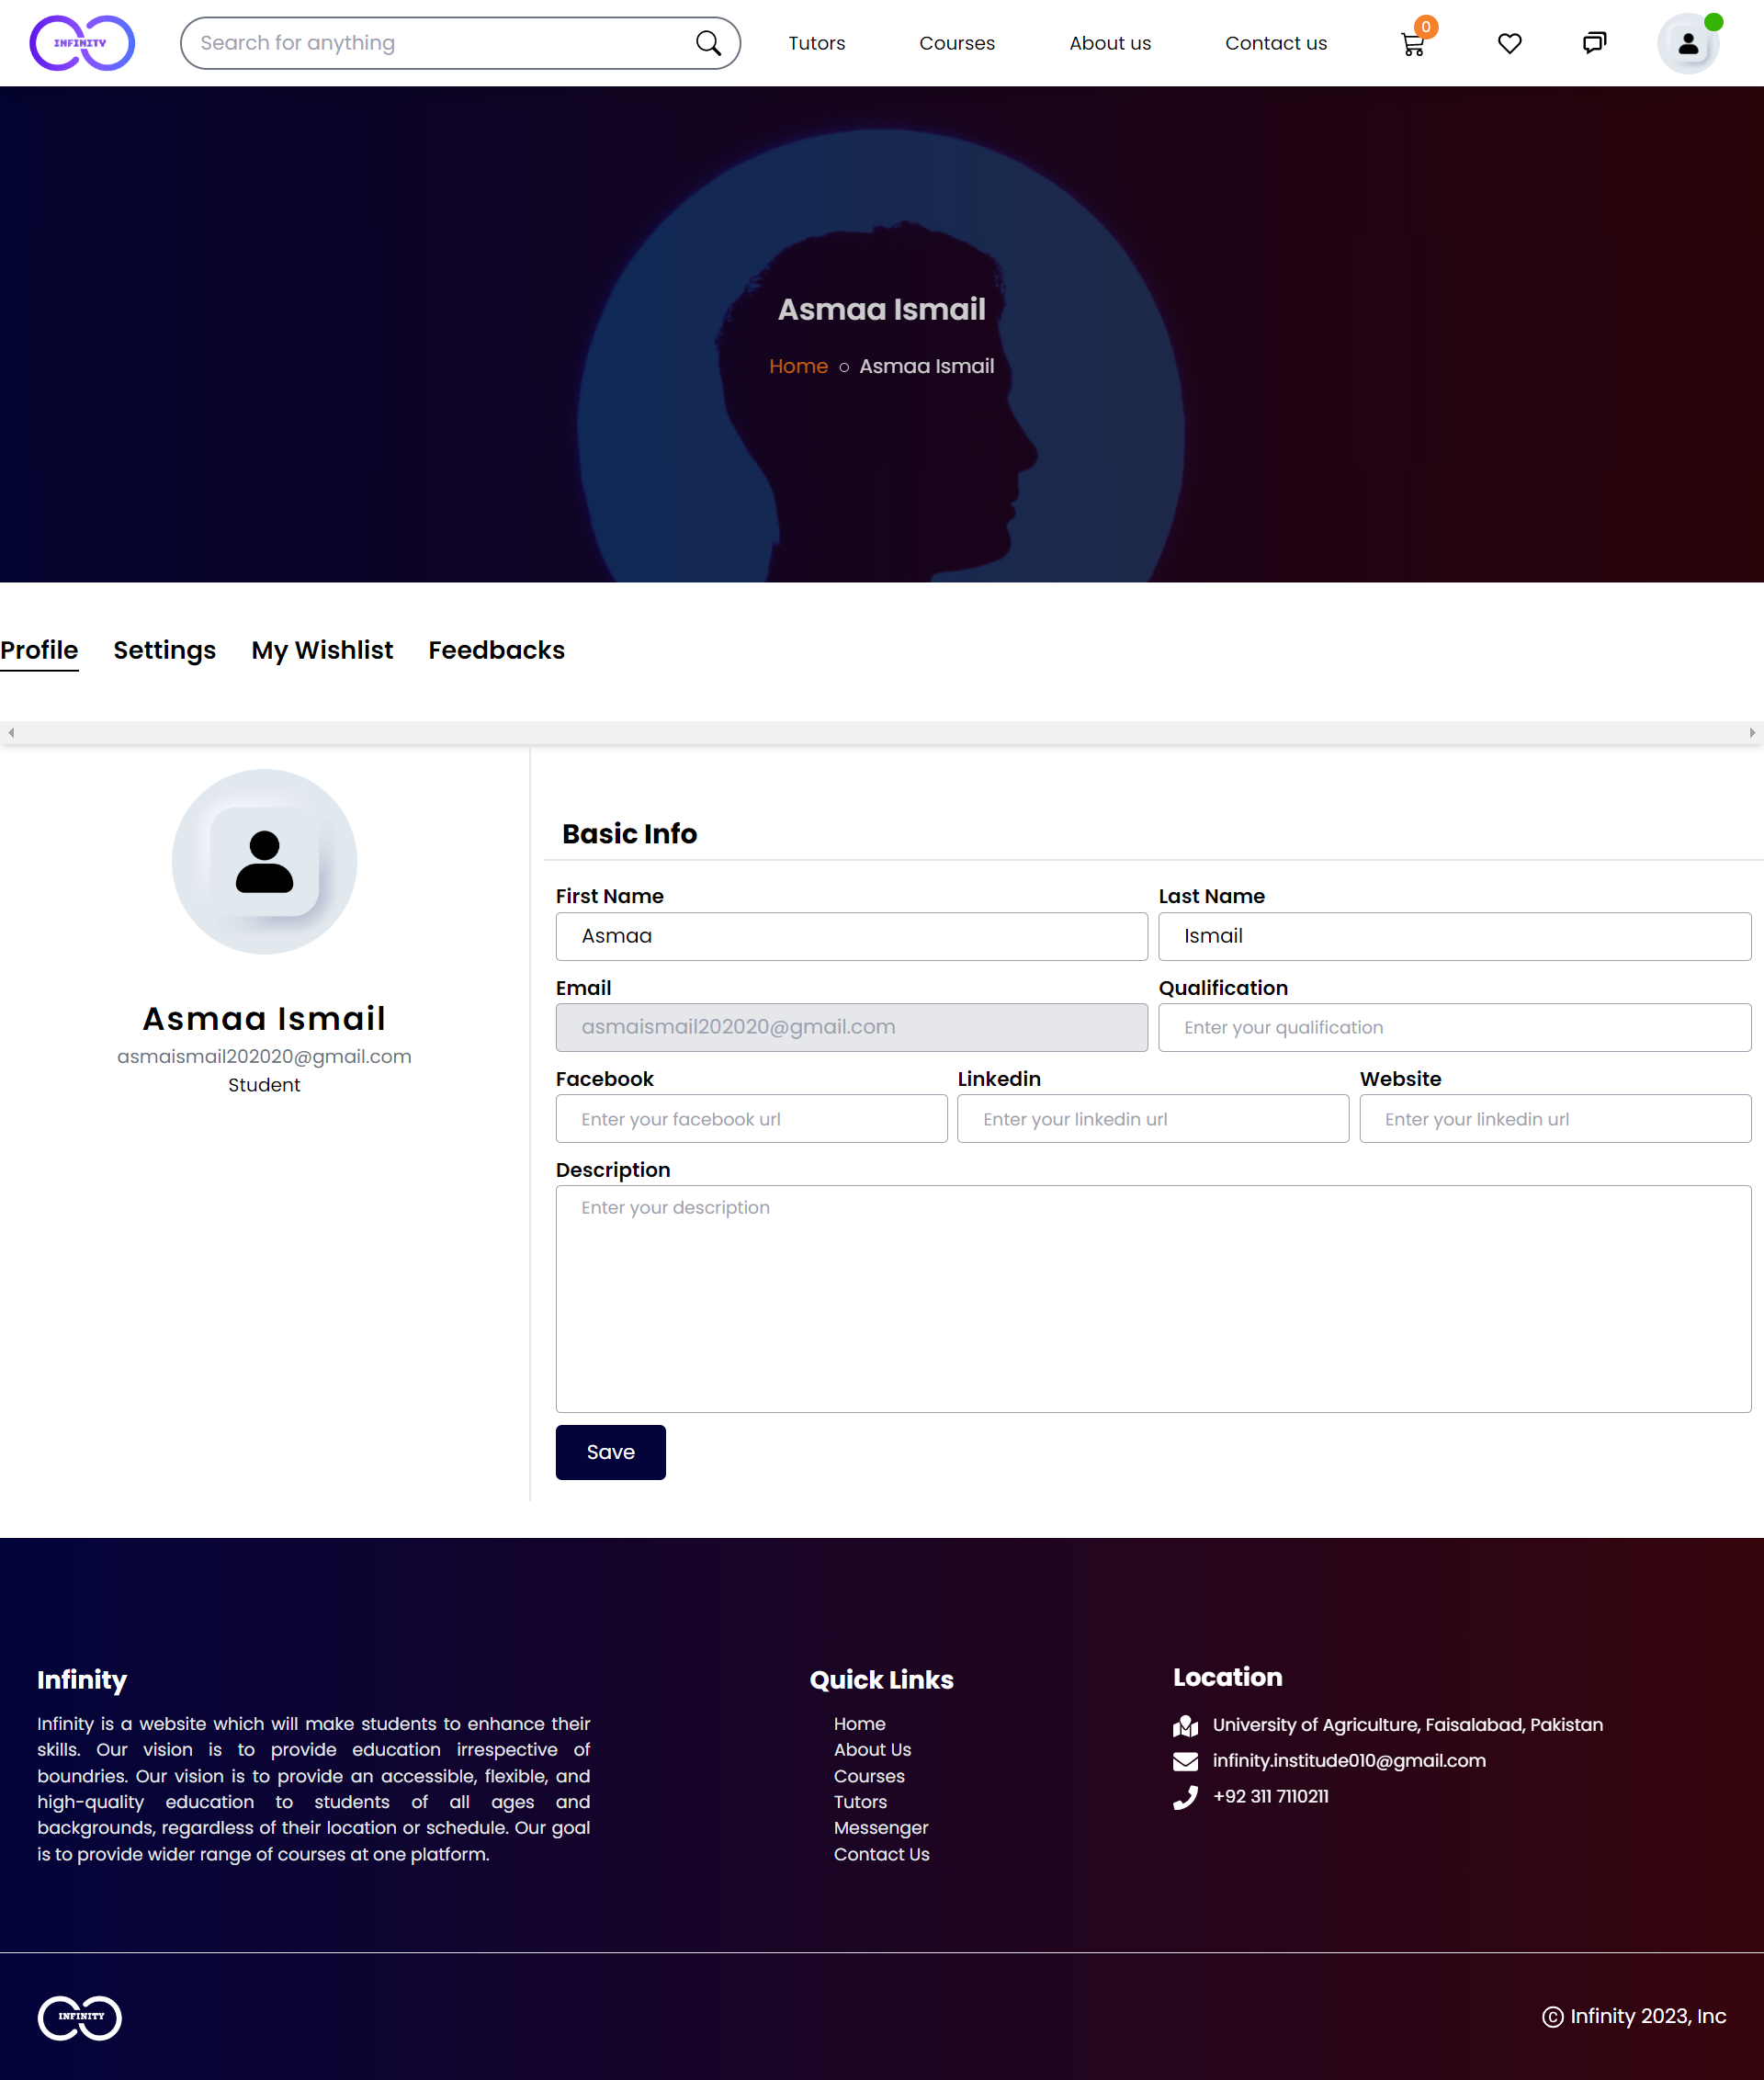 INFINITY
Search for anything
Tutors
Courses
About us
Contact us
0
Asmaa Ismail
Home ○ Asmaa Ismail
Profile
Settings
My Wishlist
Feedbacks
Asmaa Ismail
asmaismail202020@gmail.com
Student
Basic Info
First Name
Asmaa
Last Name
Ismail
Email
asmaismail202020@gmail.com
Qualification
Enter your qualification
Facebook
Enter your facebook url
Linkedin
Enter your linkedin url
Website
Enter your linkedin url
Description
Enter your description
Save
Infinity
Infinity is a website which will make students to enhance their
skills. Our vision is to provide education irrespective of
boundries. Our vision is to provide an accessible, flexible, and
high-quality education to students of all ages and
backgrounds, regardless of their location or schedule. Our goal
is to provide wider range of courses at one platform.
Quick Links
Home
About Us
Courses
Tutors
Messenger
Contact Us
Location
University of Agriculture, Faisalabad, Pakistan
infinity.institude010@gmail.com
+92 311 7110211
INFINITY
© Infinity 2023, Inc